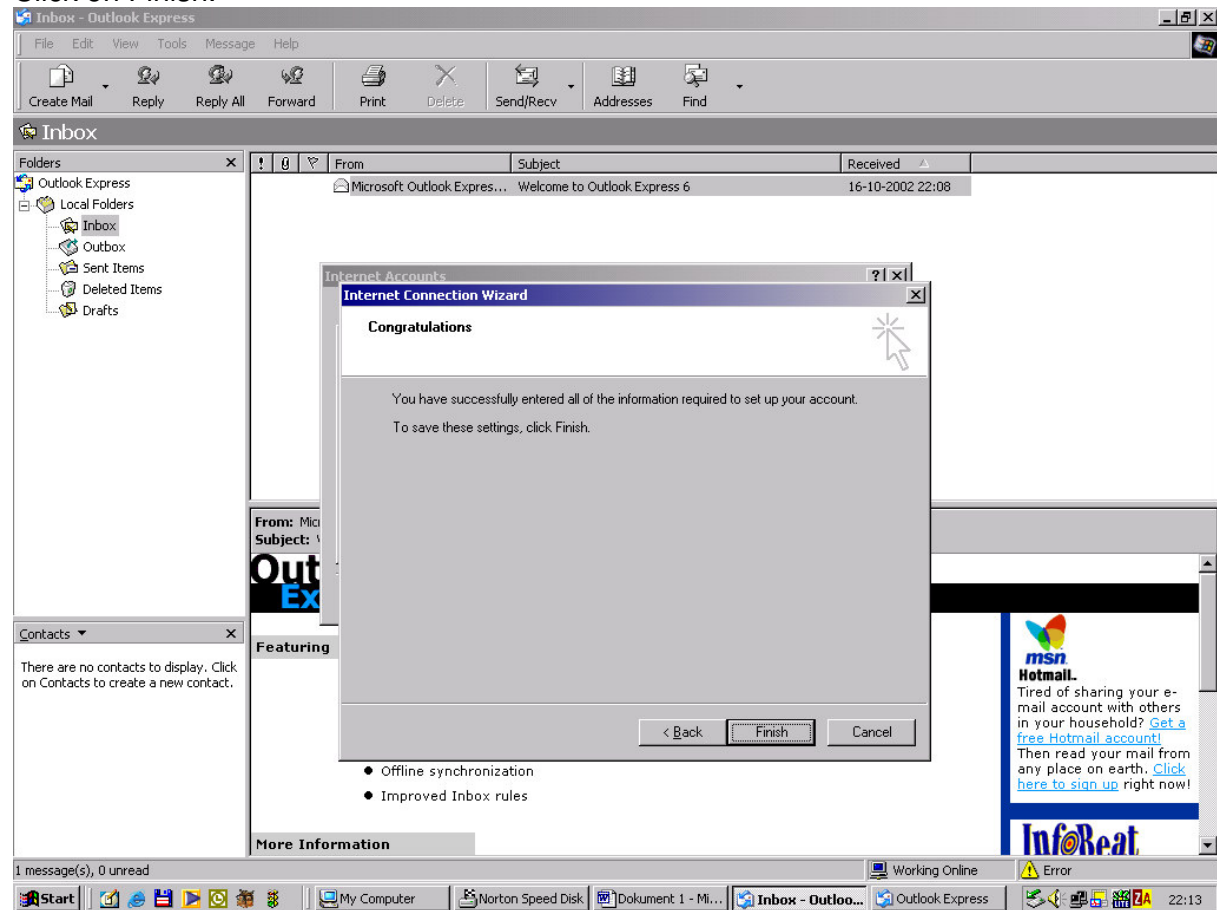 Click on Finish.
Inbox - Outlook Express
File Edit View Tools Message Help
Create Mail Reply Reply All Forward Print Delete Send/Recv Addresses Find
Inbox
Folders
! From Subject Received
Outlook Express
Microsoft Outlook Expres... Welcome to Outlook Express 6 16-10-2002 22:08
Local Folders
Inbox
Outbox
Sent Items
Deleted Items
Drafts
Internet Accounts
Internet Connection Wizard
Congratulations
You have successfully entered all of the information required to set up your account.
To save these settings, click Finish.
< Back Finish Cancel
From: Mic
Subject:
Out
Ex
Featuring
Offline synchronization
Improved Inbox rules
More Information
msn
Hotmail.
Tired of sharing your e-
mail account with others
in your household? Get a
free Hotmail account!
Then read your mail from
any place on earth. Click
here to sign up right now!
InfoBeat
Contacts
There are no contacts to display. Click
on Contacts to create a new contact.
1 message(s), 0 unread Working Online Error
Start My Computer Norton Speed Disk Dokument 1 - Mi... Inbox - Outloo... Outlook Express ZA 22:13